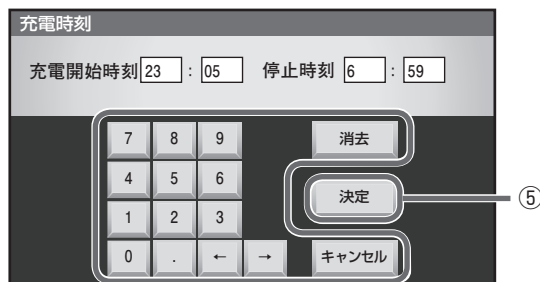 充電時刻
充電開始時刻 23 : 05 停止時刻 6 : 59
7 8 9 消去
4 5 6
決定 ⑤
1 2 3
0 . ← → キャンセル